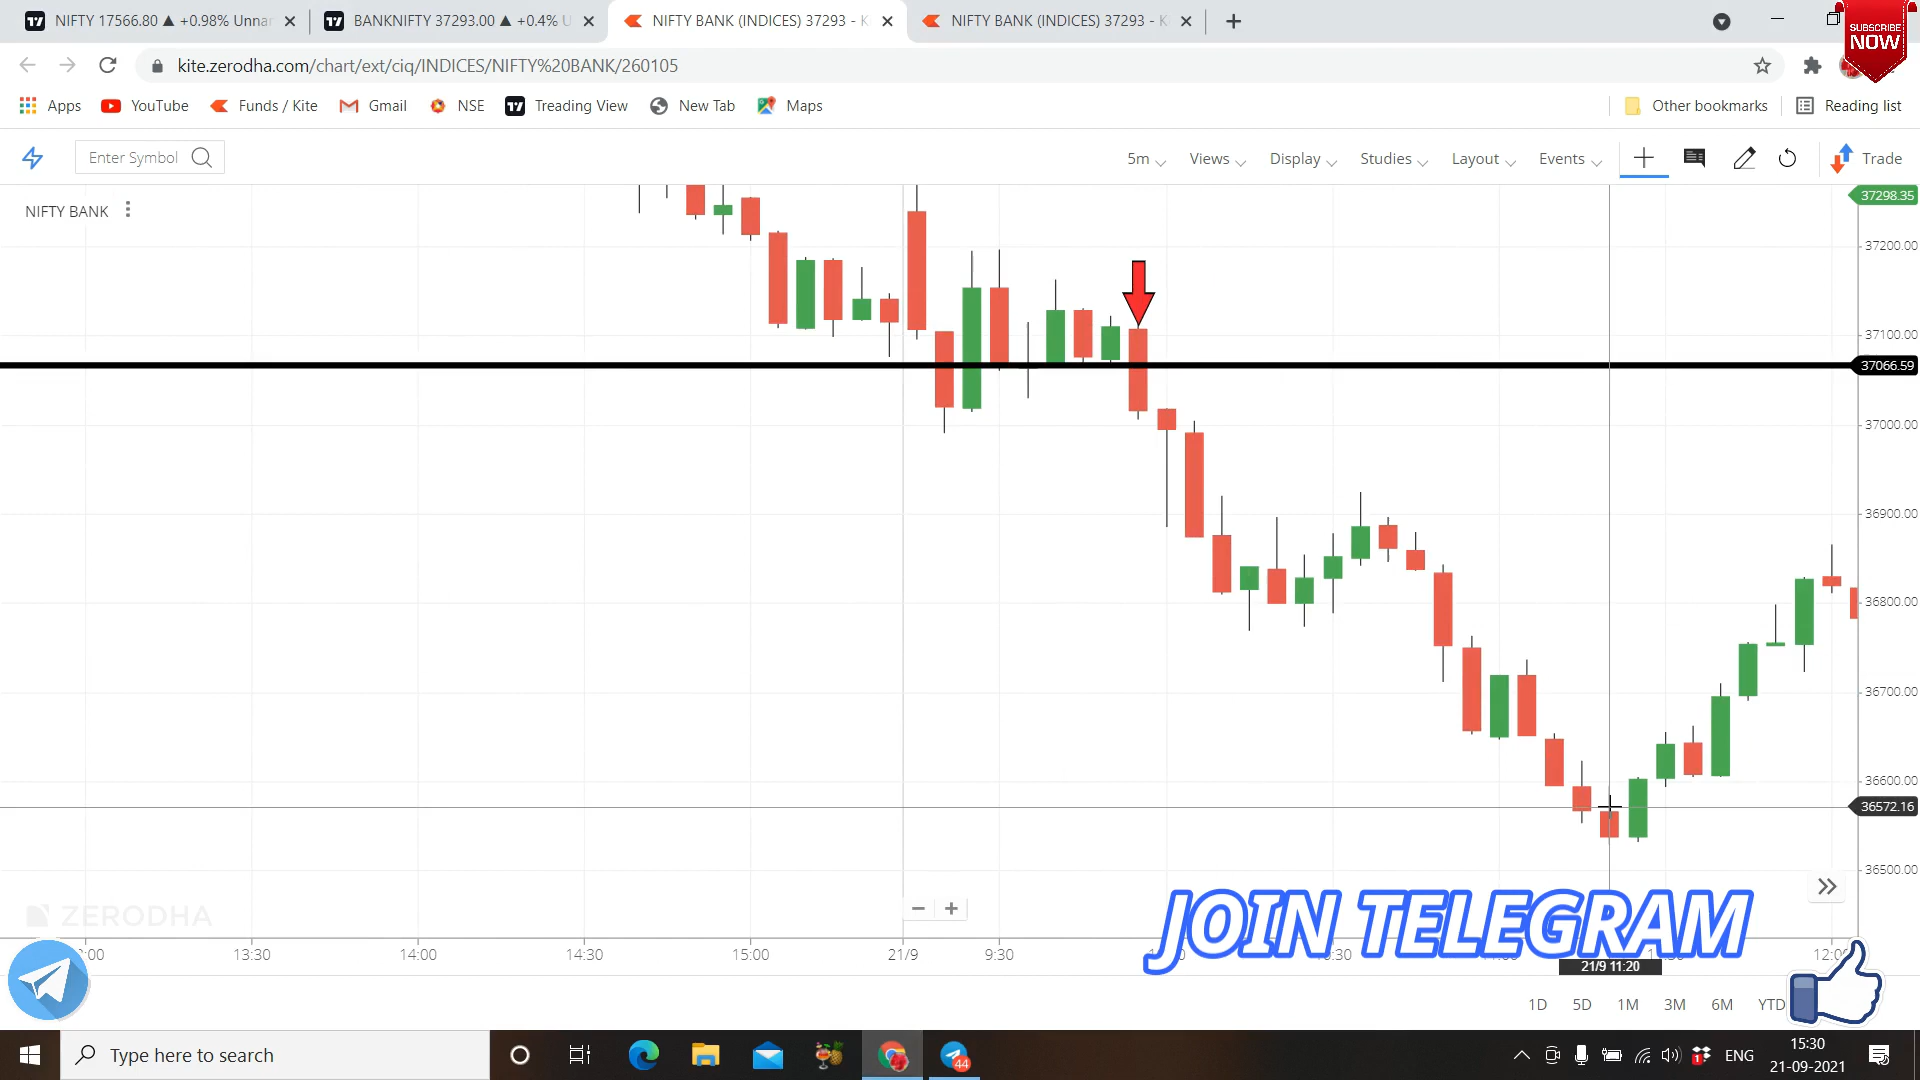 NIFTY 17566.80 ▲ +0.98% Unna
BANKNIFTY 37293.00 ▲ +0.4% U
NIFTY BANK (INDICES) 37293 - K
NIFTY BANK (INDICES) 37293 - K
SUBSCRIBE
NOW
kite.zerodha.com/chart/ext/ciq/INDICES/NIFTY%20BANK/260105
Apps
YouTube
Funds / Kite
Gmail
NSE
Treading View
New Tab
Maps
Other bookmarks
Reading list
Enter Symbol
5m
Views
Display
Studies
Layout
Events
Trade
NIFTY BANK
37298.35
37200.00
37100.00
37066.59
37000.00
36900.00
36800.00
36700.00
36600.00
36572.16
36500.00
ZERODHA
JOIN TELEGRAM
13:30
14:00
14:30
15:00
21/9
9:30
21/9 11:20
1D
5D
1M
3M
6M
YTD
Type here to search
44
1
ENG
15:30
21-09-2021